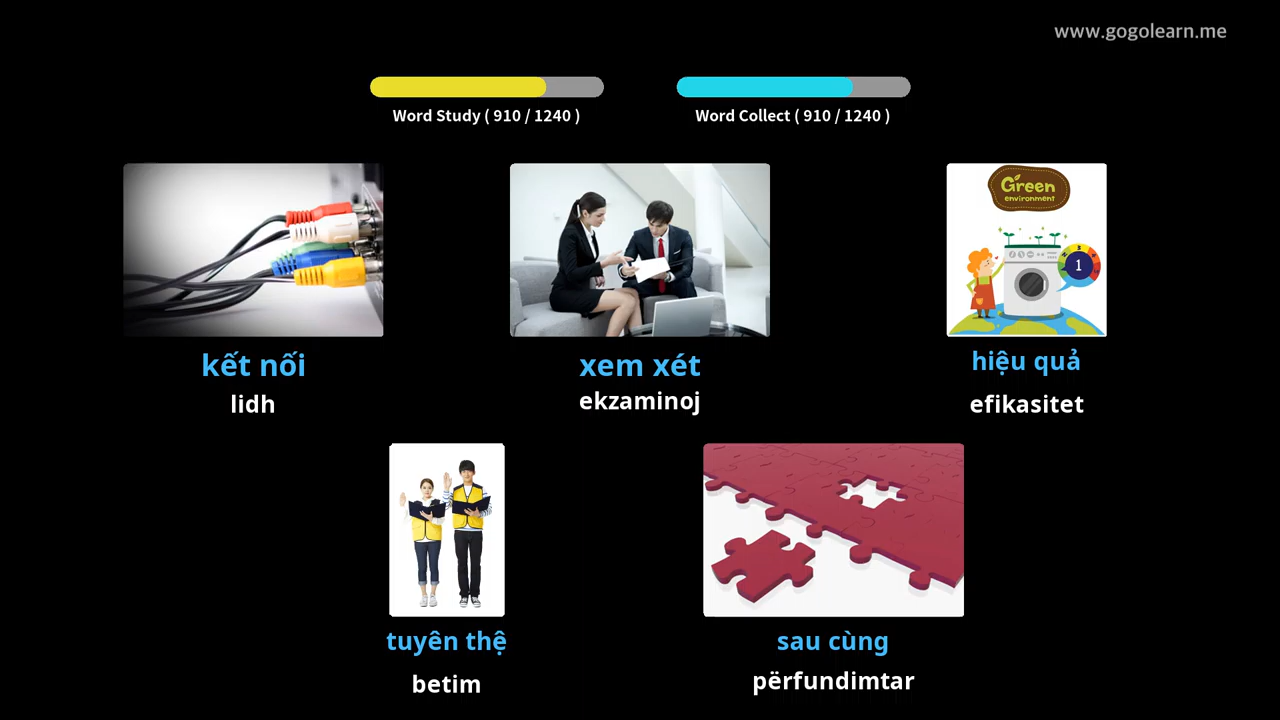 www.gogolearn.me
Word Study ( 910 / 1240 )
Word Collect ( 910 / 1240 )
Green
environment
1
kết nối
lidh
xem xét
ekzaminoj
hiệu quả
efikasitet
tuyên thệ
betim
sau cùng
përfundimtar